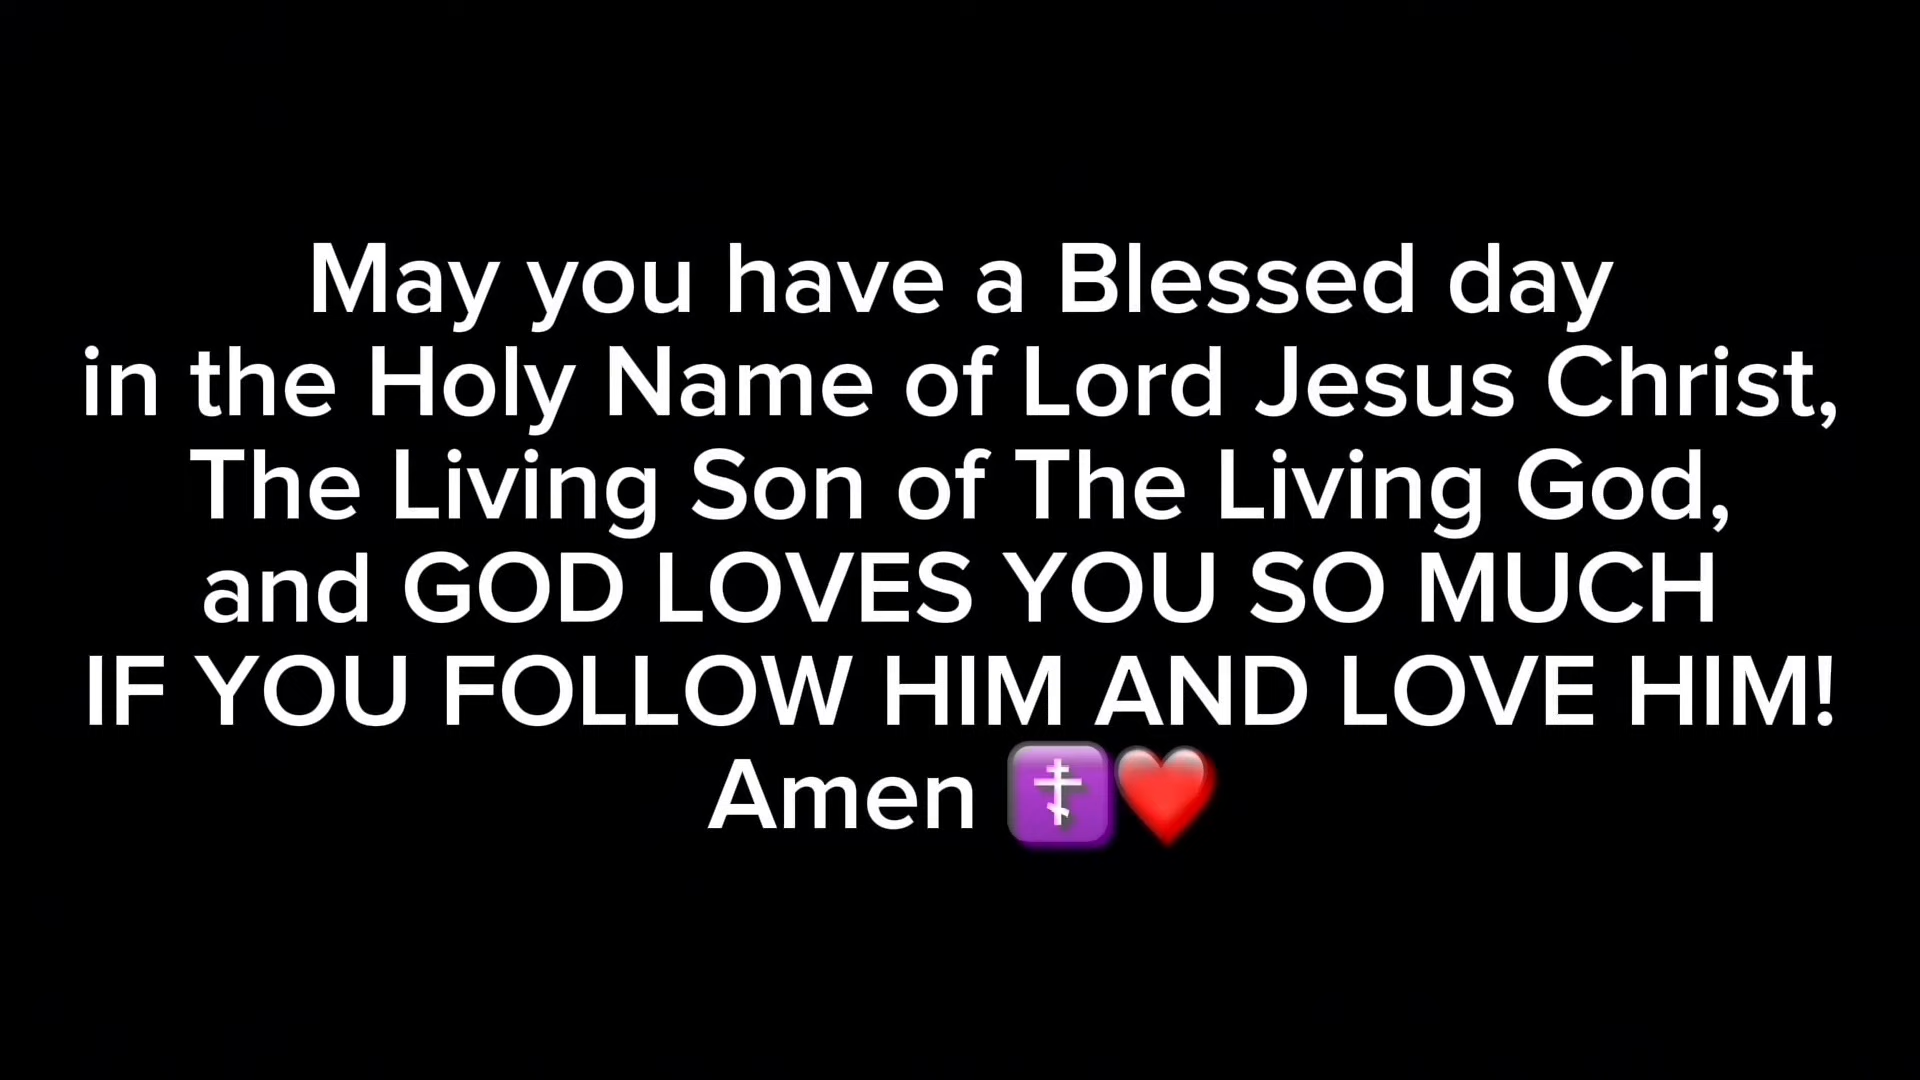 May you have a Blessed day
in the Holy Name of Lord Jesus Christ,
The Living Son of The Living God,
and GOD LOVES YOU SO MUCH
IF YOU FOLLOW HIM AND LOVE HIM!
Amen ☦️❤️